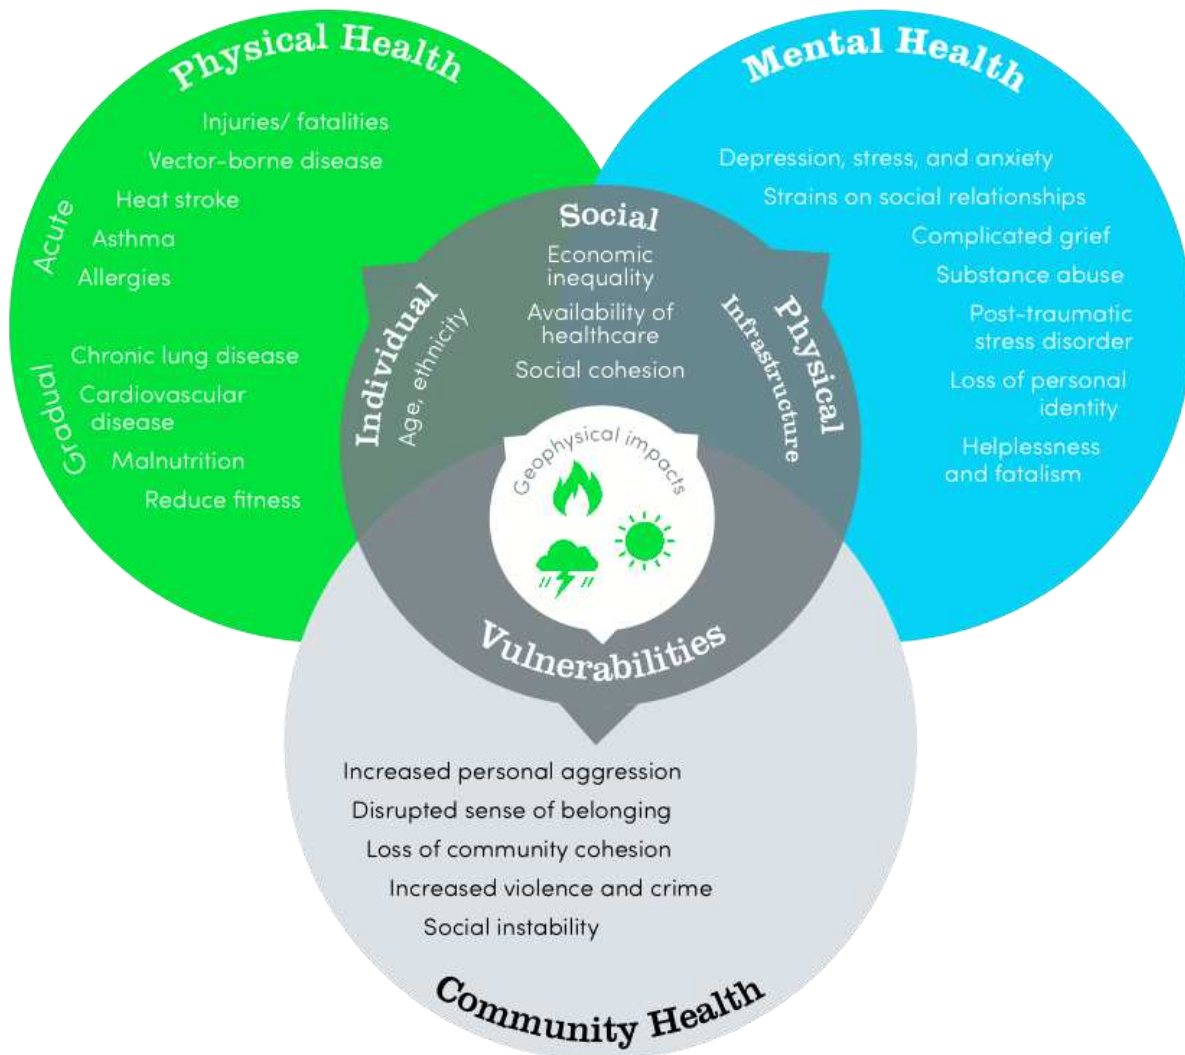 Physical Health
Injuries/ fatalities
Vector-borne disease
Heat stroke
Asthma
Allergies
Acute
Chronic lung disease
Cardiovascular
disease
Malnutrition
Reduce fitness
Gradual
Mental Health
Depression, stress, and anxiety
Strains on social relationships
Complicated grief
Substance abuse
Post-traumatic
stress disorder
Loss of personal
identity
Helplessness
and fatalism
Social
Economic
inequality
Availability of
healthcare
Social cohesion
Individual
Age, ethnicity
Physical
Infrastructure
Geophysical impacts
Vulnerabilities
Increased personal aggression
Disrupted sense of belonging
Loss of community cohesion
Increased violence and crime
Social instability
Community Health